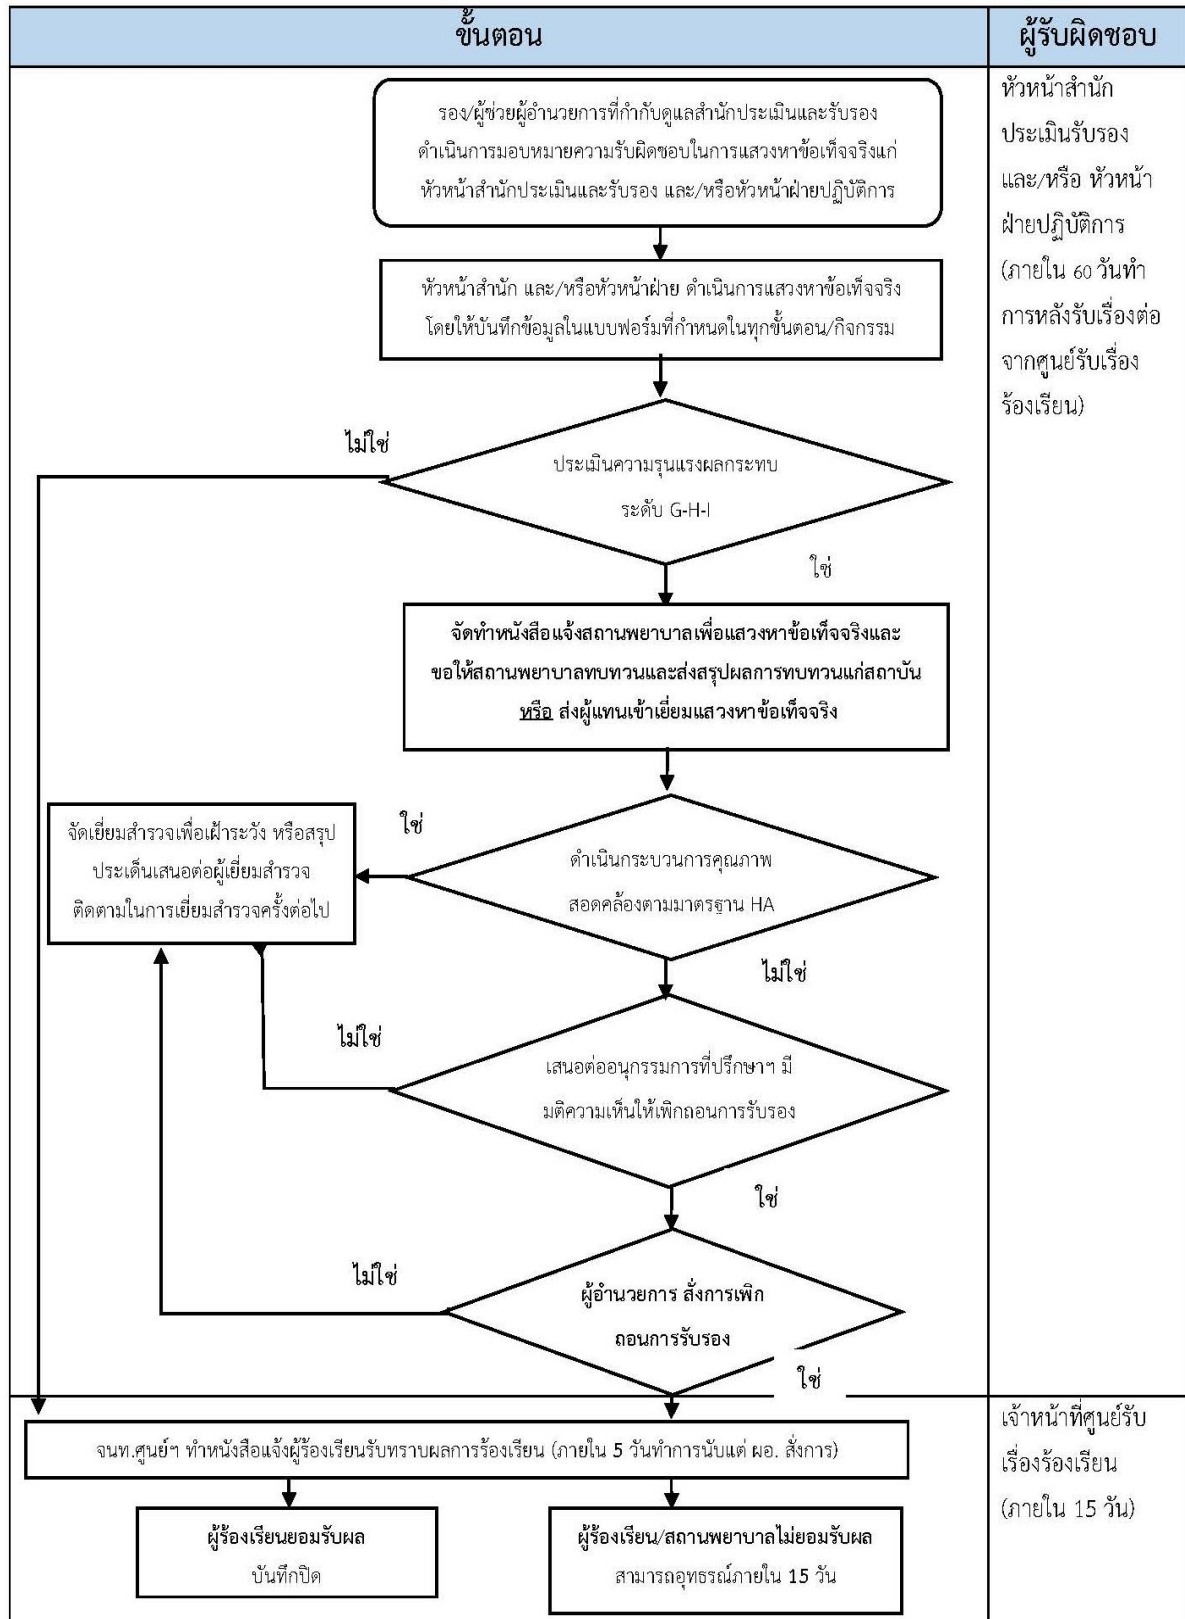 ขั้นตอน
ผู้รับผิดชอบ
รอง/ผู้ช่วยผู้อำนวยการที่กำกับดูแลสำนักประเมินและรับรอง
ดำเนินการมอบหมายความรับผิดชอบในการแสวงหาข้อเท็จจริงแก่
หัวหน้าสำนักประเมินและรับรอง และ/หรือหัวหน้าฝ่ายปฏิบัติการ
หัวหน้าสำนัก
ประเมินรับรอง
และ/หรือ หัวหน้า
ฝ่ายปฏิบัติการ
(ภายใน 60 วันทำ
การหลังรับเรื่องต่อ
จากศูนย์รับเรื่อง
ร้องเรียน)
หัวหน้าสำนัก และ/หรือหัวหน้าฝ่าย ดำเนินการแสวงหาข้อเท็จจริง
โดยให้บันทึกข้อมูลในแบบฟอร์มที่กำหนดในทุกขั้นตอน/กิจกรรม
ไม่ใช่
ประเมินความรุนแรงผลกระทบ
ระดับ G-H-I
ใช่
จัดทำหนังสือแจ้งสถานพยาบาลเพื่อแสวงหาข้อเท็จจริงและ
ขอให้สถานพยาบาลทบทวนและส่งสรุปผลการทบทวนแก่สถาบัน
หรือ ส่งผู้แทนเข้าเยี่ยมแสวงหาข้อเท็จจริง
จัดเยี่ยมสำรวจเพื่อเฝ้าระวัง หรือสรุป
ประเด็นเสนอต่อผู้เยี่ยมสำรวจ
ติดตามในการเยี่ยมสำรวจครั้งต่อไป
ใช่
ดำเนินกระบวนการคุณภาพ
สอดคล้องตามมาตรฐาน HA
ไม่ใช่
ไม่ใช่
เสนอต่ออนุกรรมการที่ปรึกษาฯ มี
มติความเห็นให้เพิกถอนการรับรอง
ใช่
ไม่ใช่
ผู้อำนวยการ สั่งการเพิก
ถอนการรับรอง
ใช่
จนท.ศูนย์ฯ ทำหนังสือแจ้งผู้ร้องเรียนรับทราบผลการร้องเรียน (ภายใน 5 วันทำการนับแต่ ผอ. สั่งการ)
เจ้าหน้าที่ศูนย์รับ
เรื่องร้องเรียน
(ภายใน 15 วัน)
ผู้ร้องเรียนยอมรับผล
บันทึกปิด
ผู้ร้องเรียน/สถานพยาบาลไม่ยอมรับผล
สามารถอุทธรณ์ภายใน 15 วัน